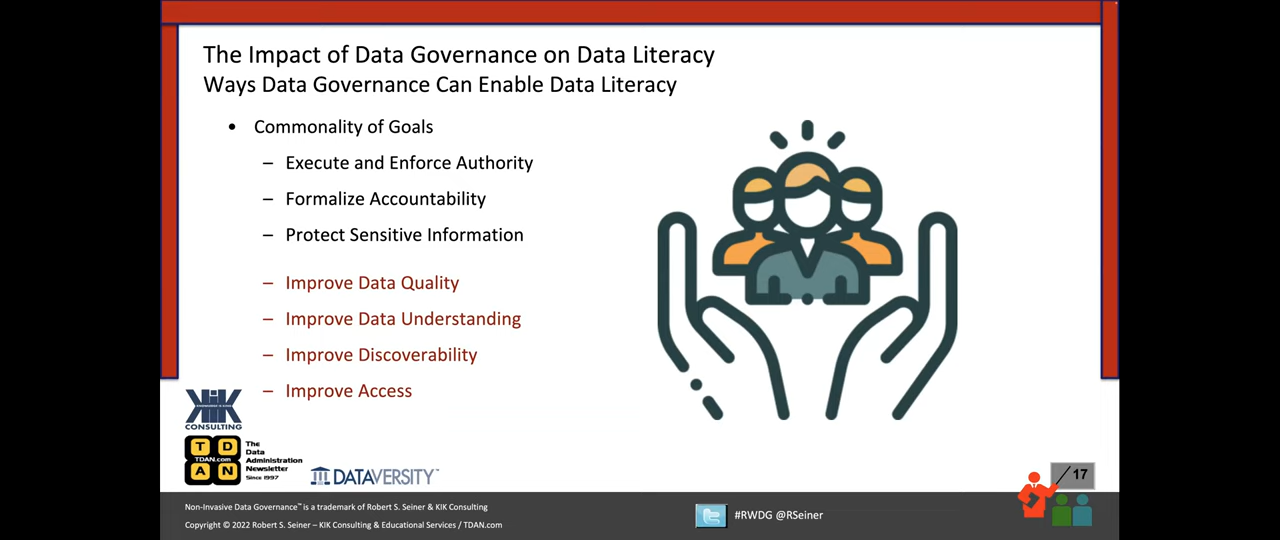 The Impact of Data Governance on Data Literacy
Ways Data Governance Can Enable Data Literacy
• Commonality of Goals
– Execute and Enforce Authority
– Formalize Accountability
– Protect Sensitive Information
– Improve Data Quality
– Improve Data Understanding
– Improve Discoverability
– Improve Access
KIK
CONSULTING
T D
TDAN.com
A N
The
Data
Administration
Newsletter
Since 1997
DATAVERSITY™
17
Non-Invasive Data Governance™ is a trademark of Robert S. Seiner & KIK Consulting
Copyright © 2022 Robert S. Seiner – KIK Consulting & Educational Services / TDAN.com
#RWDG @RSeiner